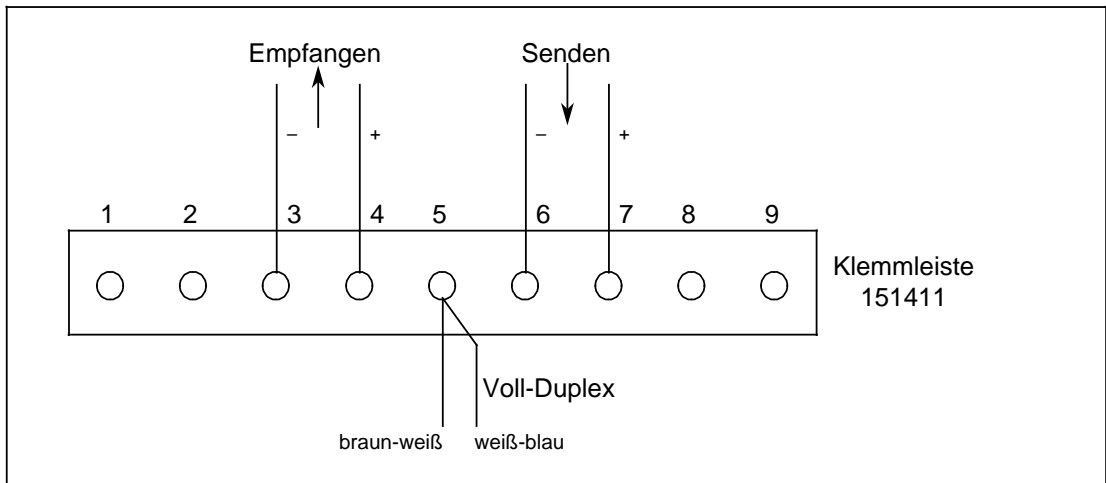 Empfangen Senden
– + – +
1 2 3 4 5 6 7 8 9
Klemmleiste
151411
Voll-Duplex
braun-weiß weiß-blau